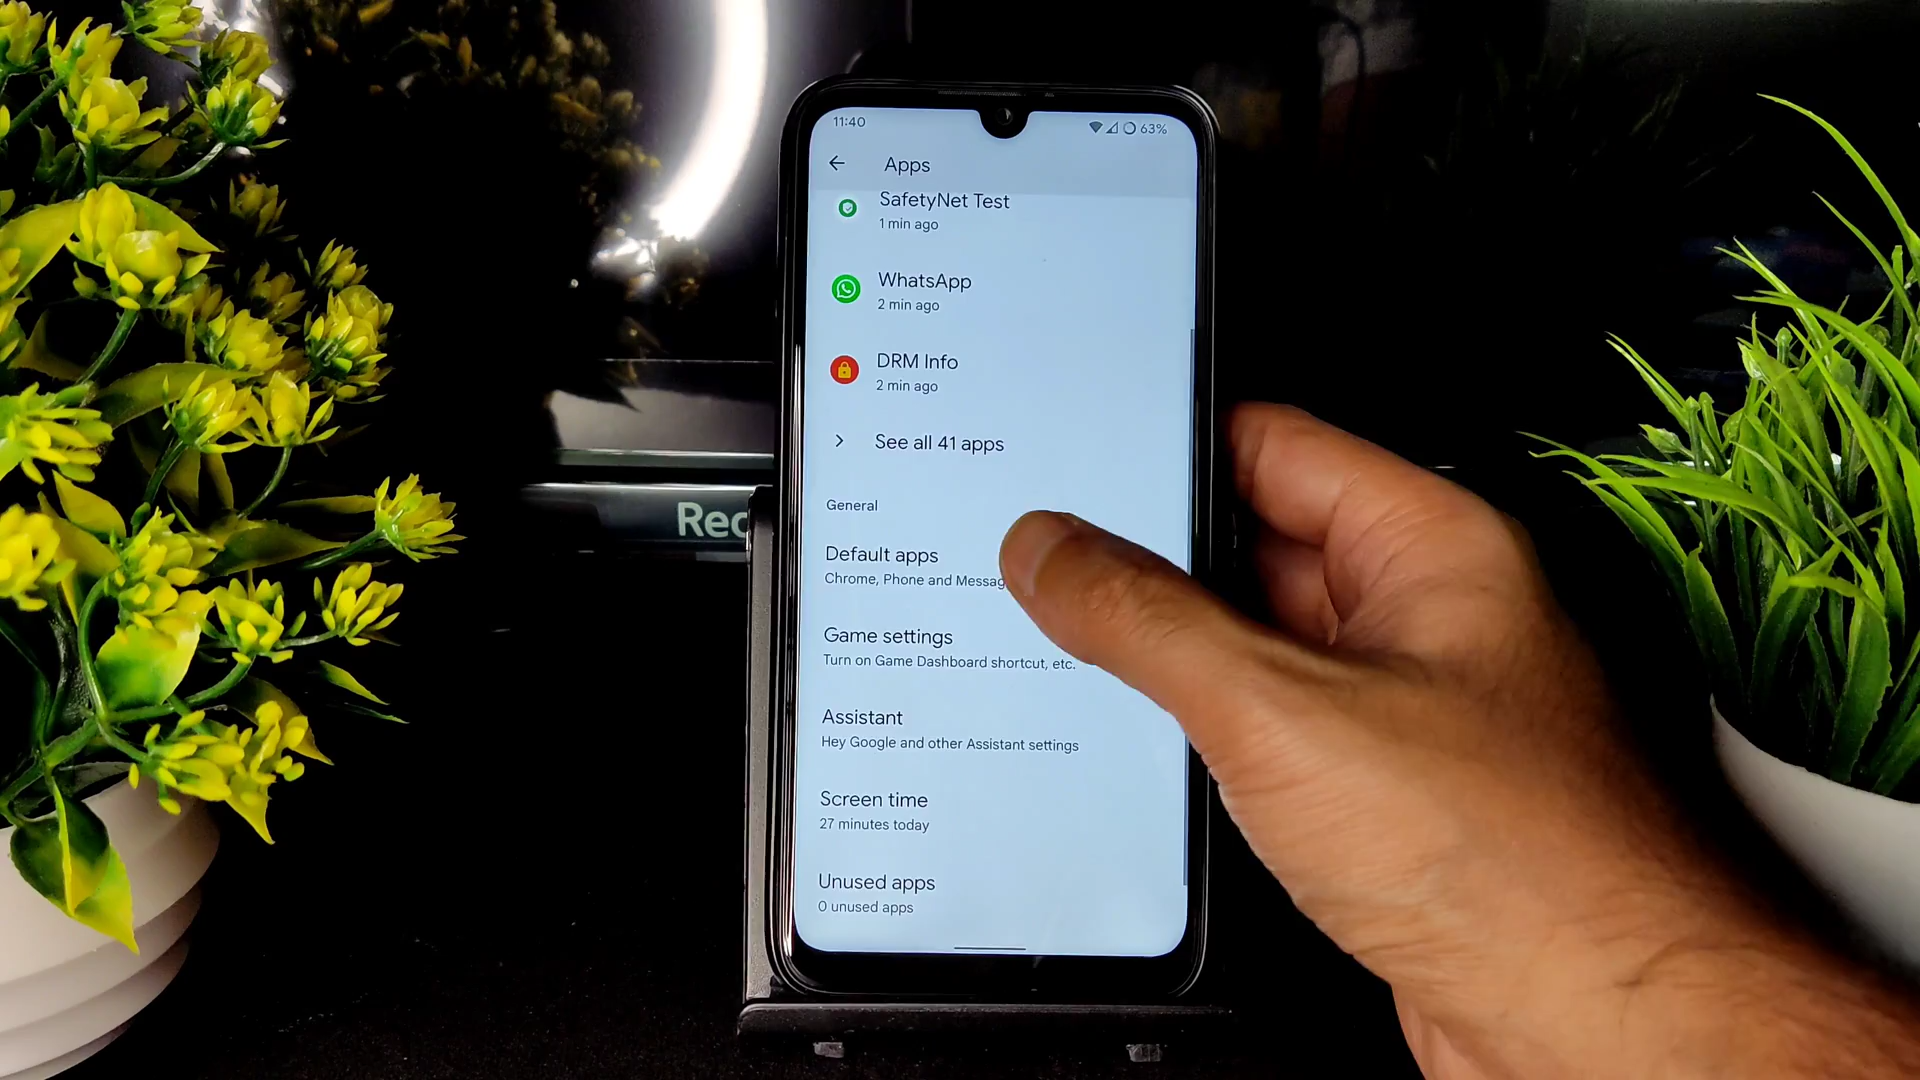 11:40
63%
Apps
SafetyNet Test
1 min ago
WhatsApp
2 min ago
DRM Info
2 min ago
See all 41 apps
General
Default apps
Chrome, Phone and
Game settings
Turn on Game Dashboard shortcut, etc.
Assistant
Hey Google and other Assistant settings
Screen time
27 minutes today
Unused apps
0 unused apps